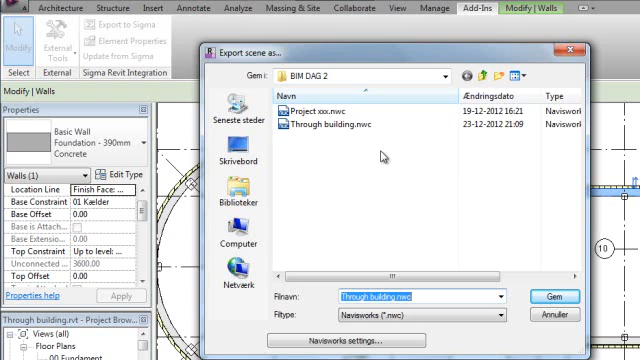 Architecture Structure Insert Annotate Analyze Massing & Site Collaborate View Manage Add-Ins Modify | Walls
Modify
External Tools
Export to Sigma
Element Properties
Update from Sigma
Select Sigma Revit Integration
Modify | Walls
Properties
Basic Wall
Foundation - 390mm
Concrete
Walls (1) Edit Type
Location Line Finish Face: ...
Base Constraint 01 Kælder
Base Offset 0.00
Base is Attach...
Base Extensio... 0.00
Top Constraint Up to level: ...
Unconnected ... 3600.00
Top Offset 0.00
Properties help Apply
Through building.rvt - Project Brow...
Views (all)
Floor Plans
00 Fundament
Export scene as...
Gem i: BIM DAG 2
Navn Ændringsdato Type
Project xxx.nwc 19-12-2012 16:21 Naviswork
Through building.nwc 23-12-2012 21:09 Naviswork
Seneste steder
Skrivebord
Biblioteker
Computer
Netværk
Filnavn: Through building.nwc Gem
Filtype: Navisworks (*.nwc) Annuller
Navisworks settings...
10